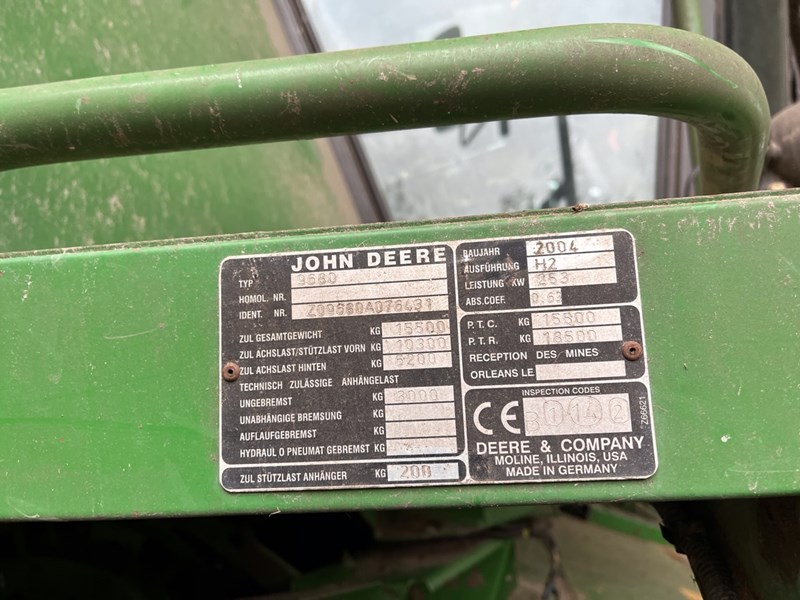 JOHN DEERE
TYP 9680
HOMOL. NR.
IDENT. NR.
ZUL GESAMTGEWICHT KG 15500
ZUL ACHSLAST/STÜTZLAST VORN KG 10300
ZUL ACHSLAST HINTEN KG 5200
TECHNISCH ZULÄSSIGE ANHÄNGELAST
UNGEBREMST KG 3000
UNABHÄNGIGE BREMSUNG KG
AUFLAUFGEBREMST KG
HYDRAUL O PNEUMAT GEBREMST KG
ZUL STÜTZLAST ANHÄNGER KG 200
BAUJAHR 2004
AUSFÜHRUNG H2
LEISTUNG KW 253
ABS.COEF. 0.63
P.T.C. KG 15800
P.T.R. KG 18500
RECEPTION DES MINES
ORLEANS LE
INSPECTION CODES
CE
DEERE & COMPANY
MOLINE, ILLINOIS, USA
MADE IN GERMANY
Z66621